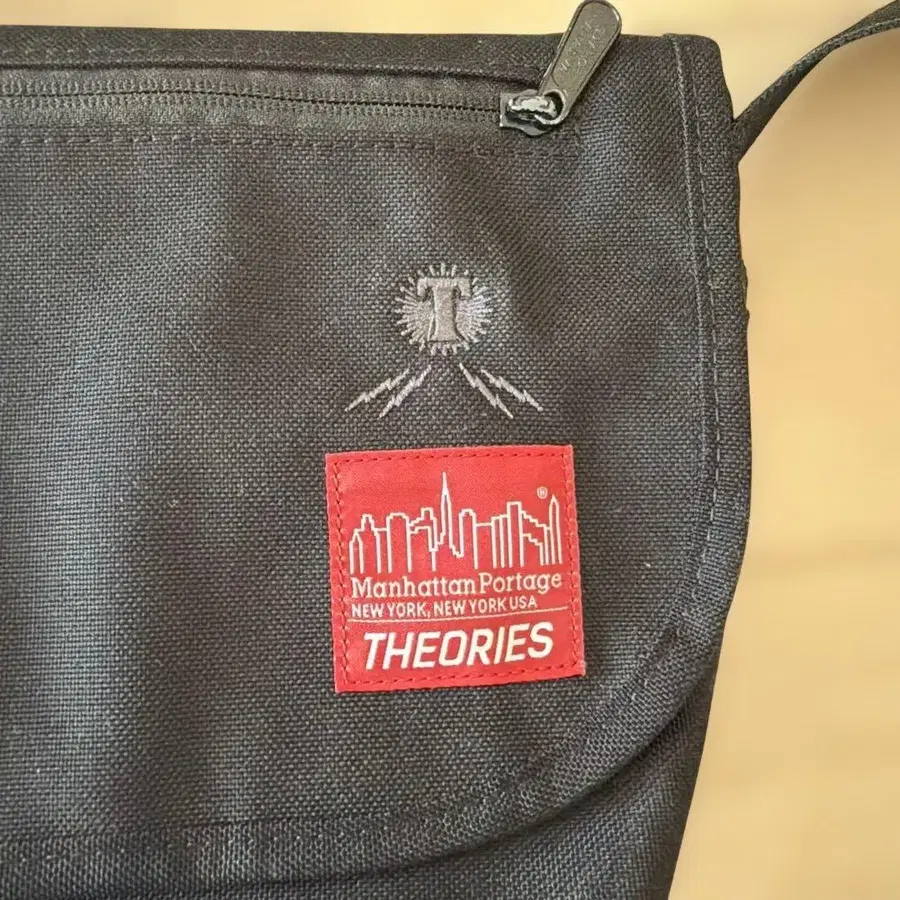 T
®
Manhattan Portage
NEW YORK, NEW YORK USA
THEORIES